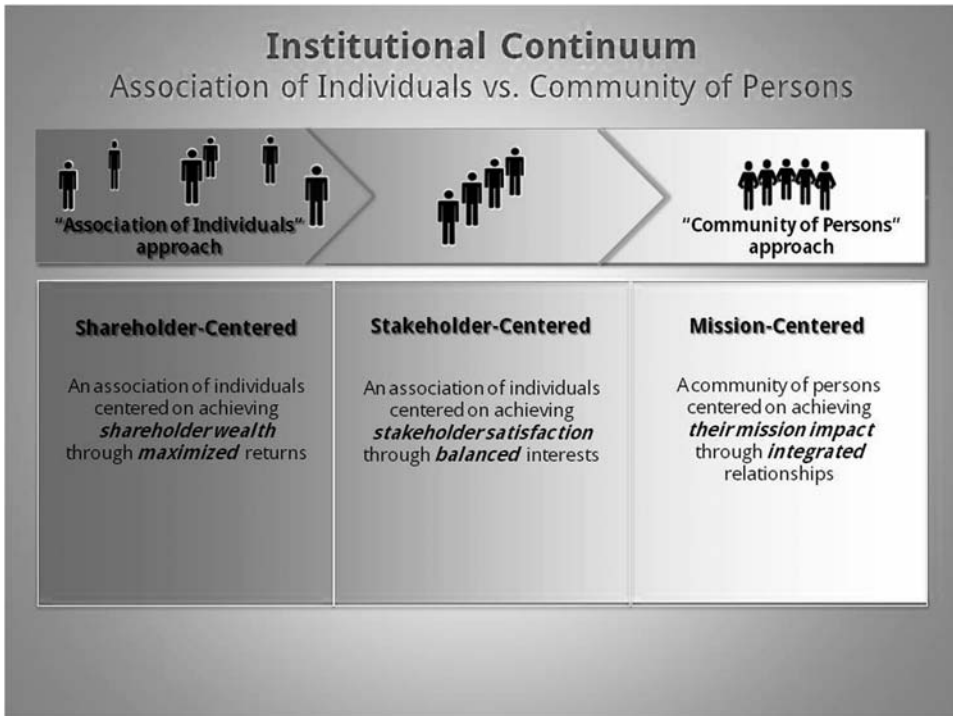 Institutional Continuum
Association of Individuals vs. Community of Persons
"Association of Individuals"
approach
"Community of Persons"
approach
Shareholder-Centered
An association of individuals
centered on achieving
shareholder wealth
through maximized returns
Stakeholder-Centered
An association of individuals
centered on achieving
stakeholder satisfaction
through balanced interests
Mission-Centered
A community of persons
centered on achieving
their mission impact
through integrated
relationships